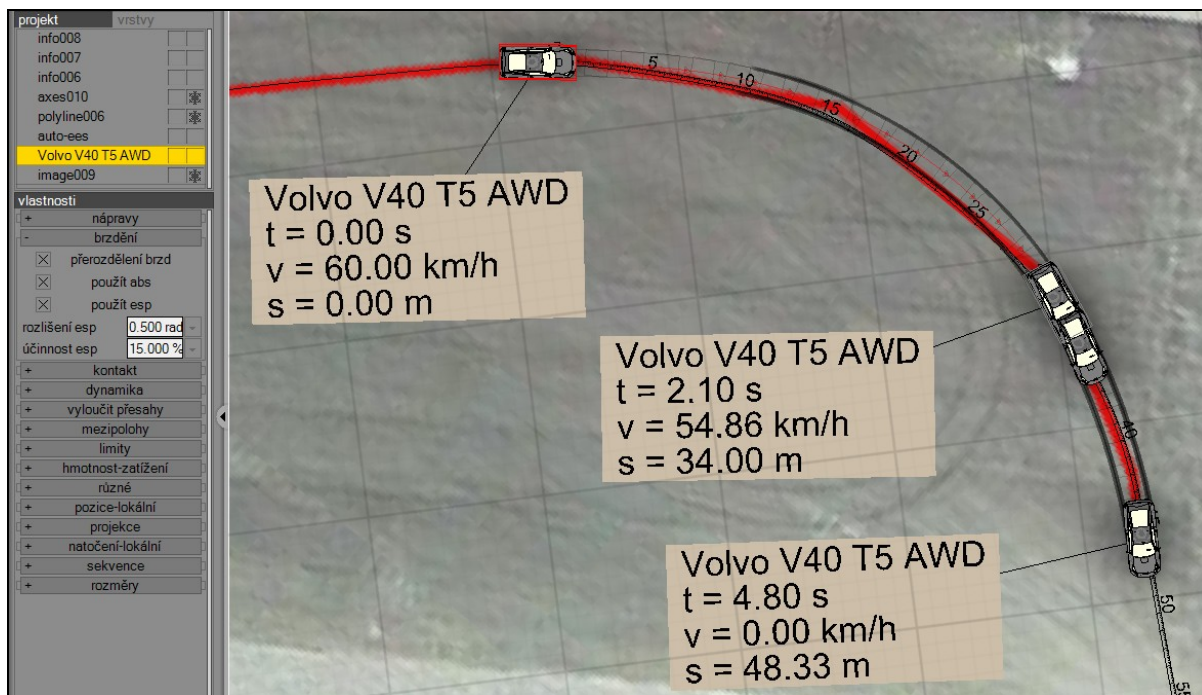 projekt
vrstvy
info008
info007
info006
axes010
polyline006
auto-ees
Volvo V40 T5 AWD
image009
vlastnosti
+ nápravy
- brzdění
přerozdělení brzd
použít abs
použít esp
rozlišení esp 0.500 rad
účinnost esp 15.000 %
+ kontakt
+ dynamika
+ vyloučit přesahy
+ mezipolohy
+ limity
+ hmotnost-zatížení
+ různé
+ pozice-lokální
+ projekce
+ natočení-lokální
+ sekvence
+ rozměry
5
10
15
20
25
Volvo V40 T5 AWD
t = 0.00 s
v = 60.00 km/h
s = 0.00 m
Volvo V40 T5 AWD
t = 2.10 s
v = 54.86 km/h
s = 34.00 m
40
Volvo V40 T5 AWD
t = 4.80 s
v = 0.00 km/h
s = 48.33 m
50